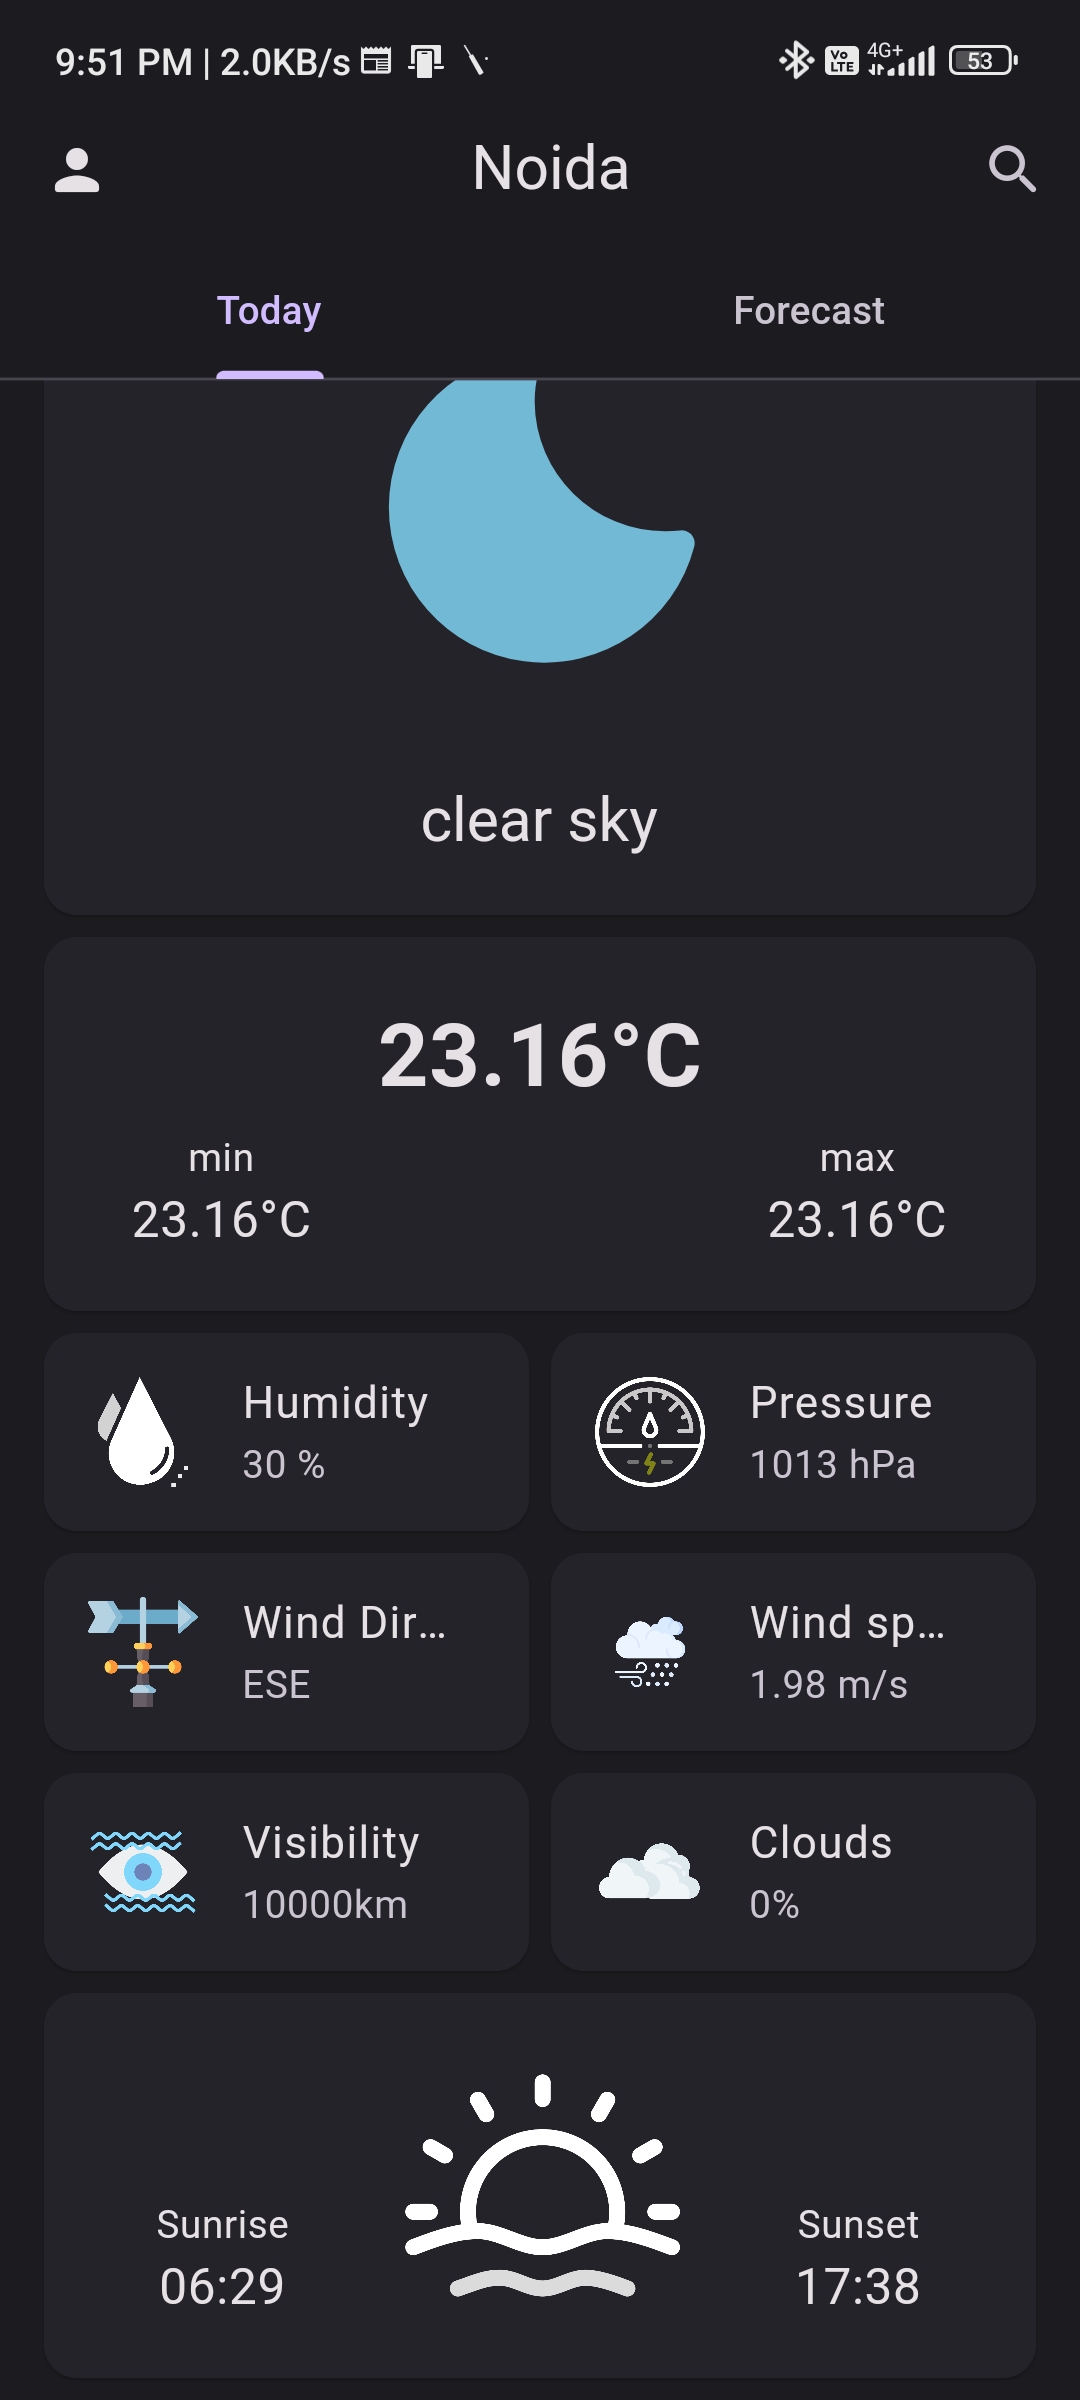 9:51 PM | 2.0KB/s
Vo LTE 4G+ 53
Noida
Today Forecast
clear sky
23.16°C
min max
23.16°C 23.16°C
Humidity Pressure
30 % 1013 hPa
Wind Dir… Wind sp…
ESE 1.98 m/s
Visibility Clouds
10000km 0%
Sunrise Sunset
06:29 17:38